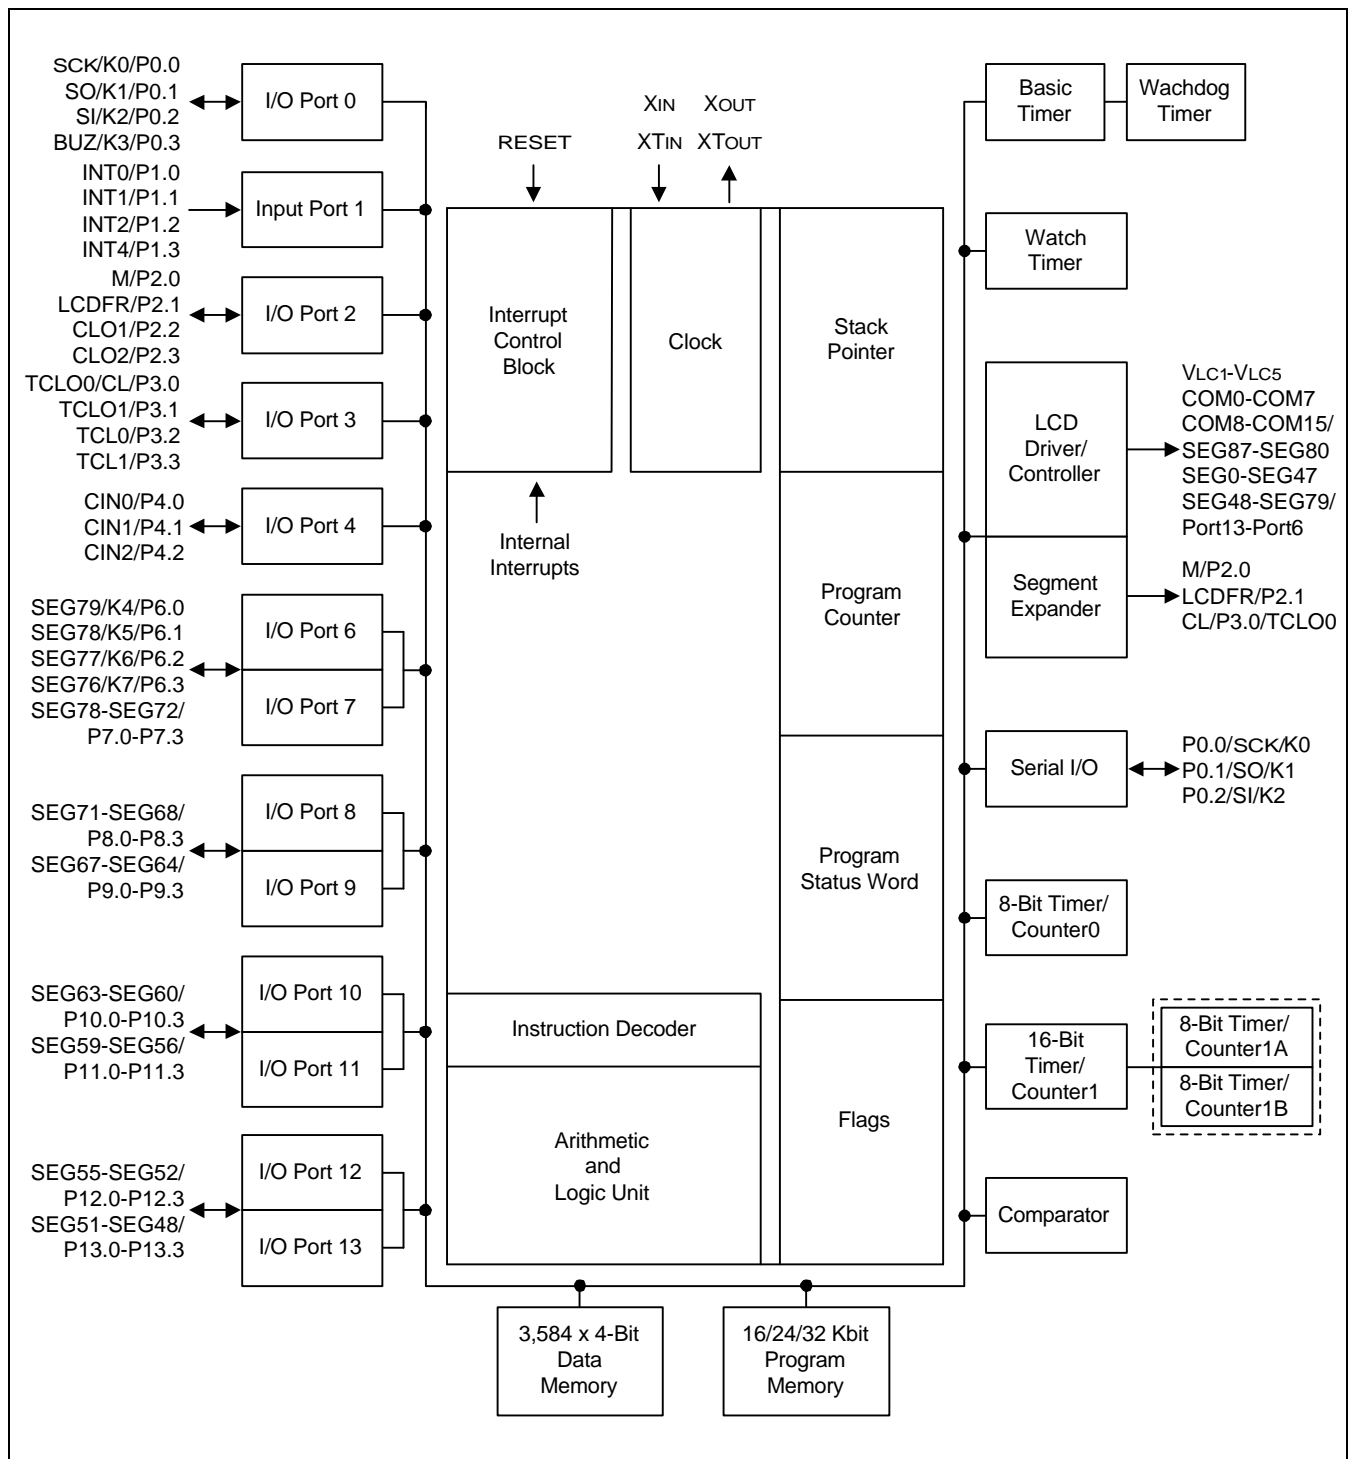 SCK/K0/P0.0
SO/K1/P0.1
SI/K2/P0.2
BUZ/K3/P0.3
I/O Port 0
INT0/P1.0
INT1/P1.1
INT2/P1.2
INT4/P1.3
Input Port 1
M/P2.0
LCDFR/P2.1
CLO1/P2.2
CLO2/P2.3
I/O Port 2
TCLO0/CL/P3.0
TCLO1/P3.1
TCL0/P3.2
TCL1/P3.3
I/O Port 3
CIN0/P4.0
CIN1/P4.1
CIN2/P4.2
I/O Port 4
SEG79/K4/P6.0
SEG78/K5/P6.1
SEG77/K6/P6.2
SEG76/K7/P6.3
SEG78-SEG72/
P7.0-P7.3
I/O Port 6
I/O Port 7
SEG71-SEG68/
P8.0-P8.3
SEG67-SEG64/
P9.0-P9.3
I/O Port 8
I/O Port 9
SEG63-SEG60/
P10.0-P10.3
SEG59-SEG56/
P11.0-P11.3
I/O Port 10
I/O Port 11
SEG55-SEG52/
P12.0-P12.3
SEG51-SEG48/
P13.0-P13.3
I/O Port 12
I/O Port 13
RESET
XIN XOUT
XTIN XTOUT
Interrupt
Control
Block
Clock
Stack
Pointer
Internal
Interrupts
Program
Counter
Program
Status Word
Instruction Decoder
Arithmetic
and
Logic Unit
Flags
3,584 x 4-Bit
Data
Memory
16/24/32 Kbit
Program
Memory
Basic
Timer
Wachdog
Timer
Watch
Timer
LCD
Driver/
Controller
VLC1-VLC5
COM0-COM7
COM8-COM15/
SEG87-SEG80
SEG0-SEG47
SEG48-SEG79/
Port13-Port6
Segment
Expander
M/P2.0
LCDFR/P2.1
CL/P3.0/TCLO0
Serial I/O
P0.0/SCK/K0
P0.1/SO/K1
P0.2/SI/K2
8-Bit Timer/
Counter0
16-Bit
Timer/
Counter1
8-Bit Timer/
Counter1A
8-Bit Timer/
Counter1B
Comparator